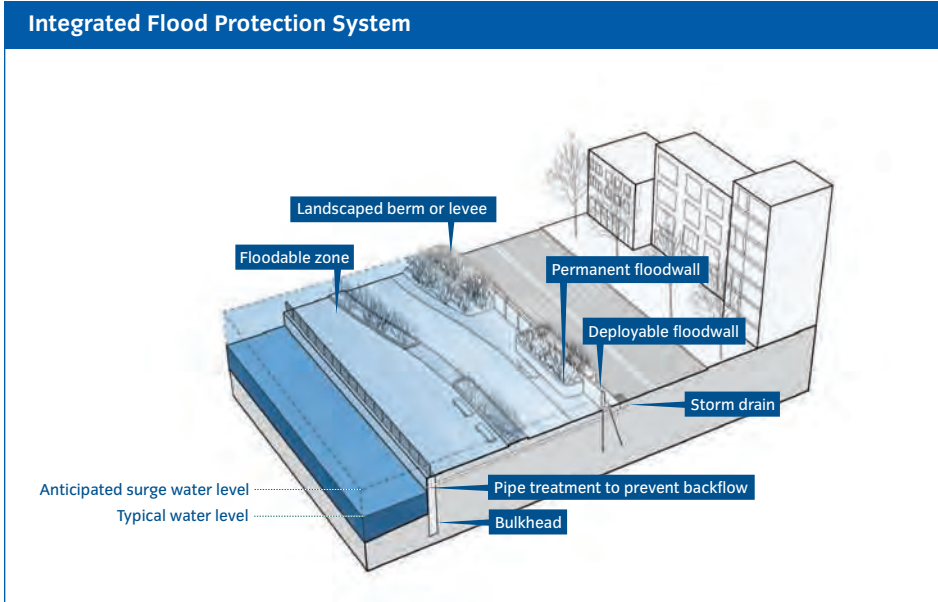 Integrated Flood Protection System
Landscaped berm or levee
Floodable zone
Permanent floodwall
Deployable floodwall
Storm drain
Anticipated surge water level
Pipe treatment to prevent backflow
Typical water level
Bulkhead